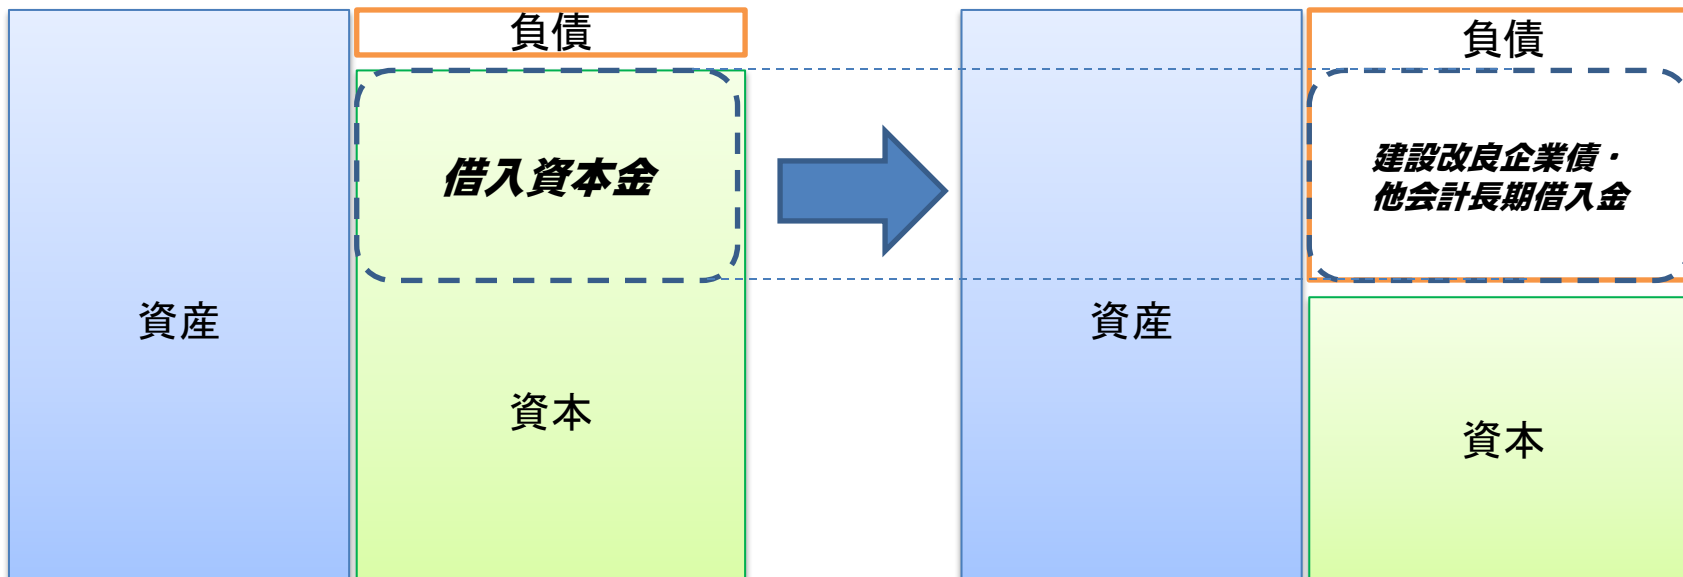 負債
借入資本金
資産
資本
負債
建設改良企業債・
他会計長期借入金
資産
資本